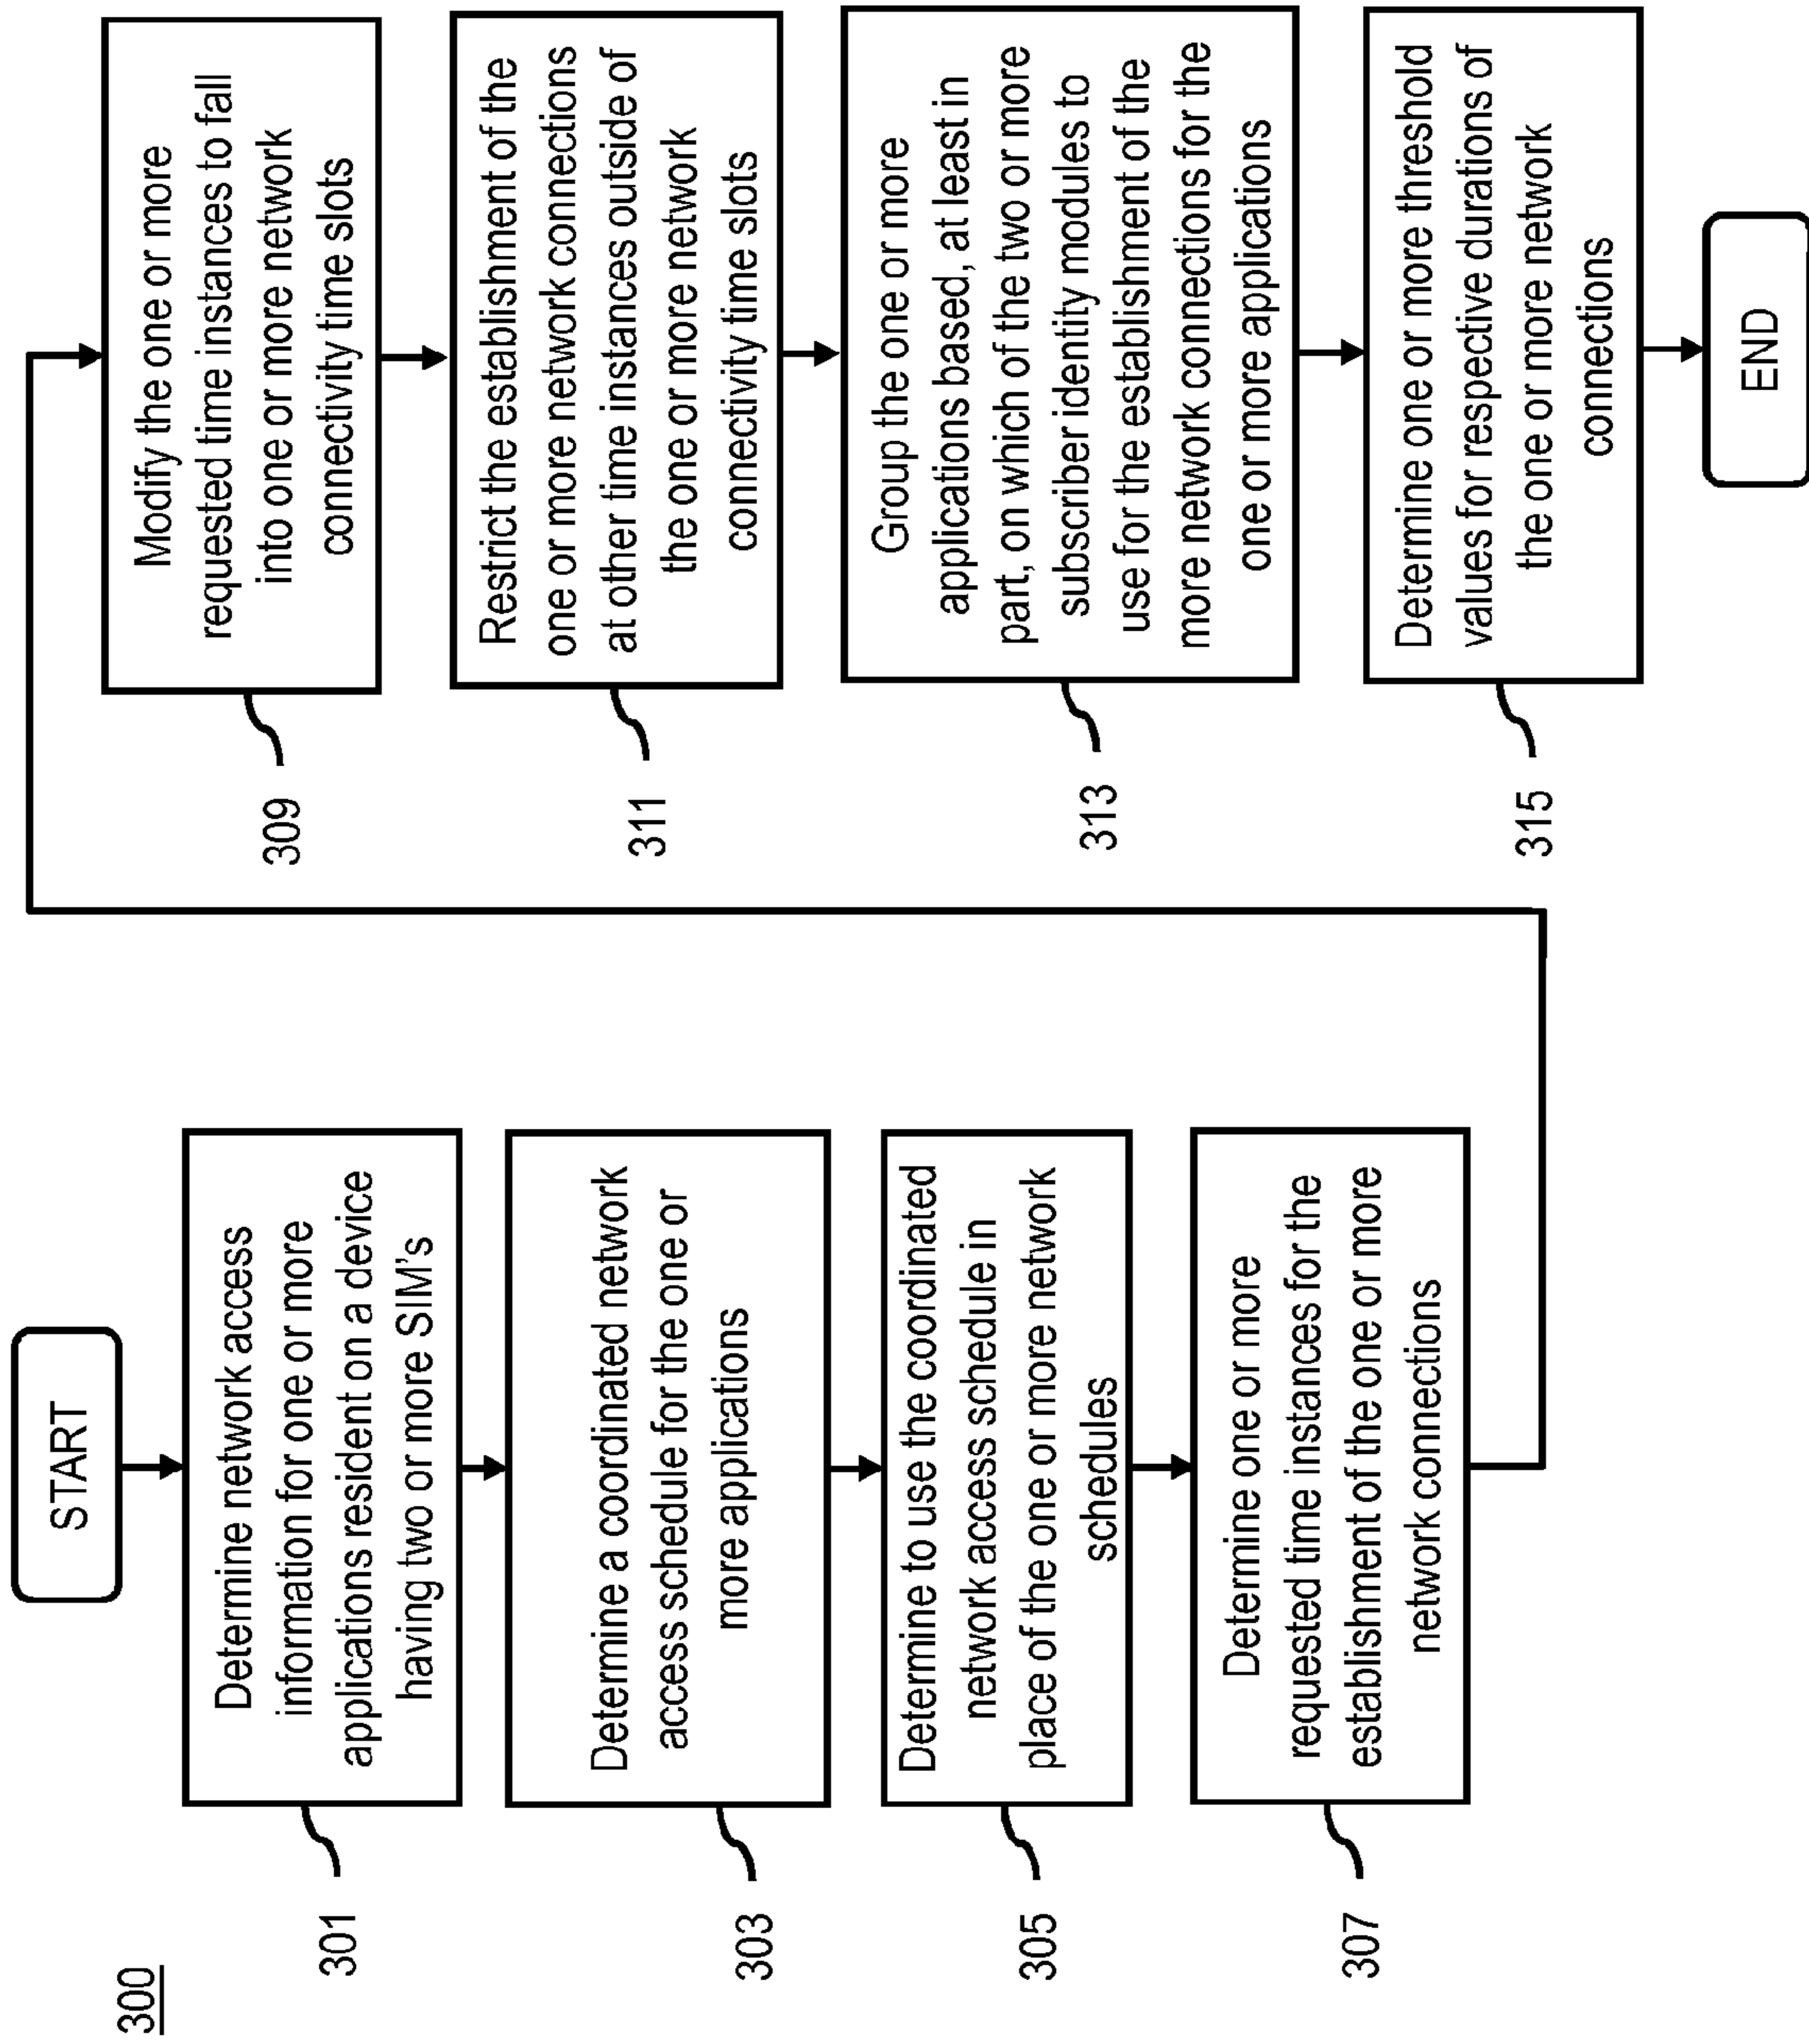 300
START
Determine network access
information for one or more
applications resident on a device
having two or more SIM's
301
Determine a coordinated network
access schedule for the one or
more applications
303
Determine to use the coordinated
network access schedule in
place of the one or more network
schedules
305
Determine one or more
requested time instances for the
establishment of the one or more
network connections
307
Modify the one or more
requested time instances to fall
into one or more network
connectivity time slots
309
Restrict the establishment of the
one or more network connections
at other time instances outside of
the one or more network
connectivity time slots
311
Group the one or more
applications based, at least in
part, on which of the two or more
subscriber identity modules to
use for the establishment of the
more network connections for the
one or more applications
313
Determine one or more threshold
values for respective durations of
the one or more network
connections
315
END